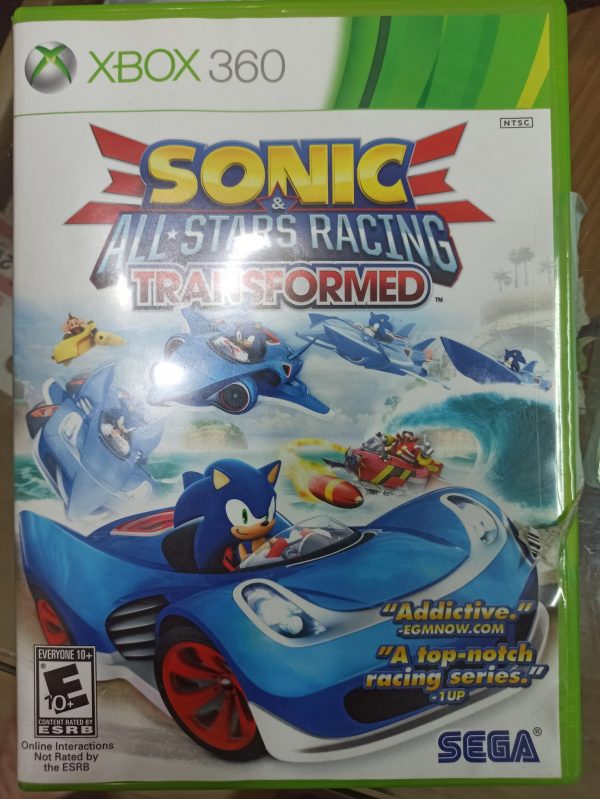 XBOX 360
NTSC
SONIC
&
ALL★STARS RACING
TRANSFORMED™
"Addictive."
-EGMNOW.COM
"A top-notch
racing series."
-1UP
EVERYONE 10+
E
10+
®
CONTENT RATED BY
ESRB
Online Interactions
Not Rated by
the ESRB
SEGA®